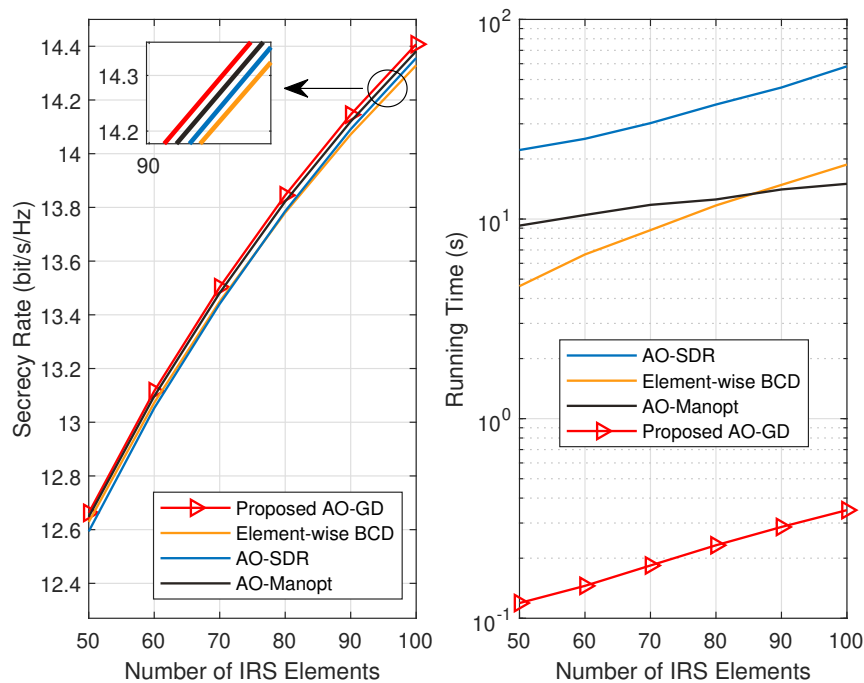 14.4
14.2
14
13.8
13.6
13.4
13.2
13
12.8
12.6
12.4
Secrecy Rate (bit/s/Hz)
14.3
14.2
90
Proposed AO-GD
Element-wise BCD
AO-SDR
AO-Manopt
50 60 70 80 90 100
Number of IRS Elements
10^2
10^1
10^0
10^-1
Running Time (s)
AO-SDR
Element-wise BCD
AO-Manopt
Proposed AO-GD
50 60 70 80 90 100
Number of IRS Elements